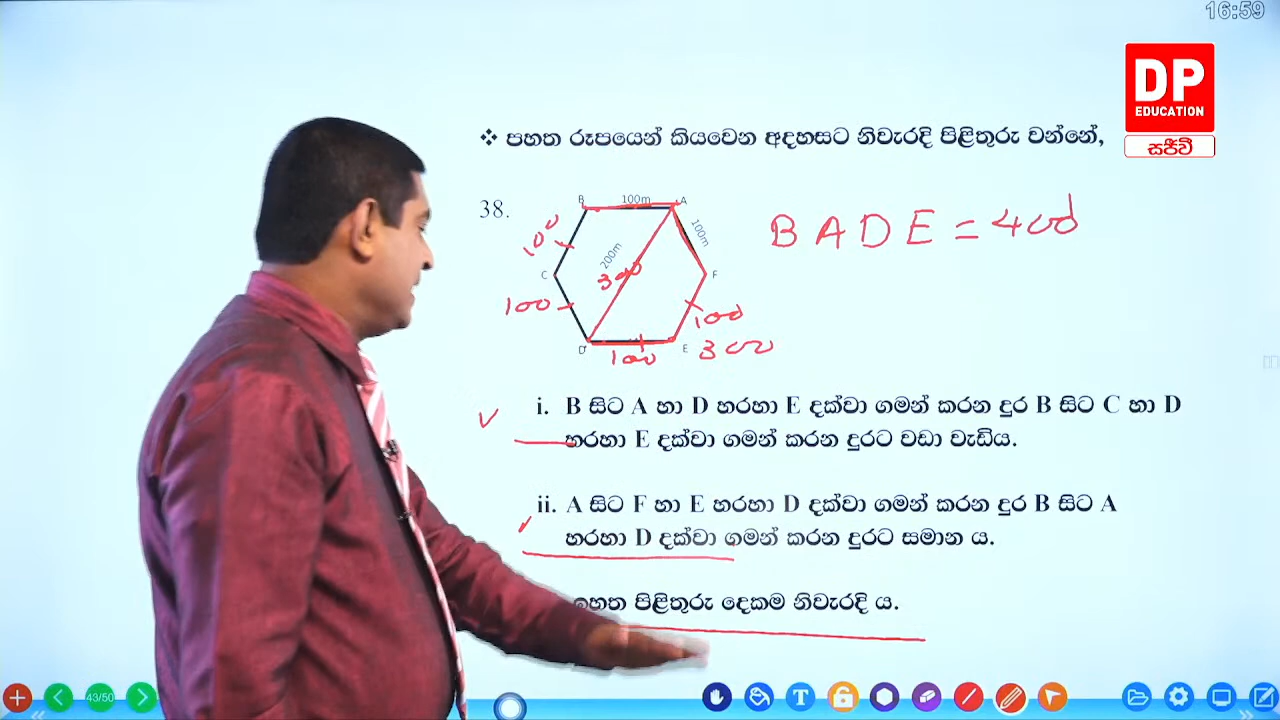 16:59
DP
EDUCATION
සජීවී
❖ පහත රූපයෙන් කියවෙන අදහසට නිවැරදි පිළිතුරු වන්නේ,
38.
B 100m A
100 100m
200m
300
C F
100 100
D 100 E 300
B A D E = 400
i. B සිට A හා D හරහා E දක්වා ගමන් කරන දුර B සිට C හා D
හරහා E දක්වා ගමන් කරන දුරට වඩා වැඩිය.
ii. A සිට F හා E හරහා D දක්වා ගමන් කරන දුර B සිට A
හරහා D දක්වා ගමන් කරන දුරට සමාන ය.
ඉහත පිළිතුරු දෙකම නිවැරදි ය.
43/50